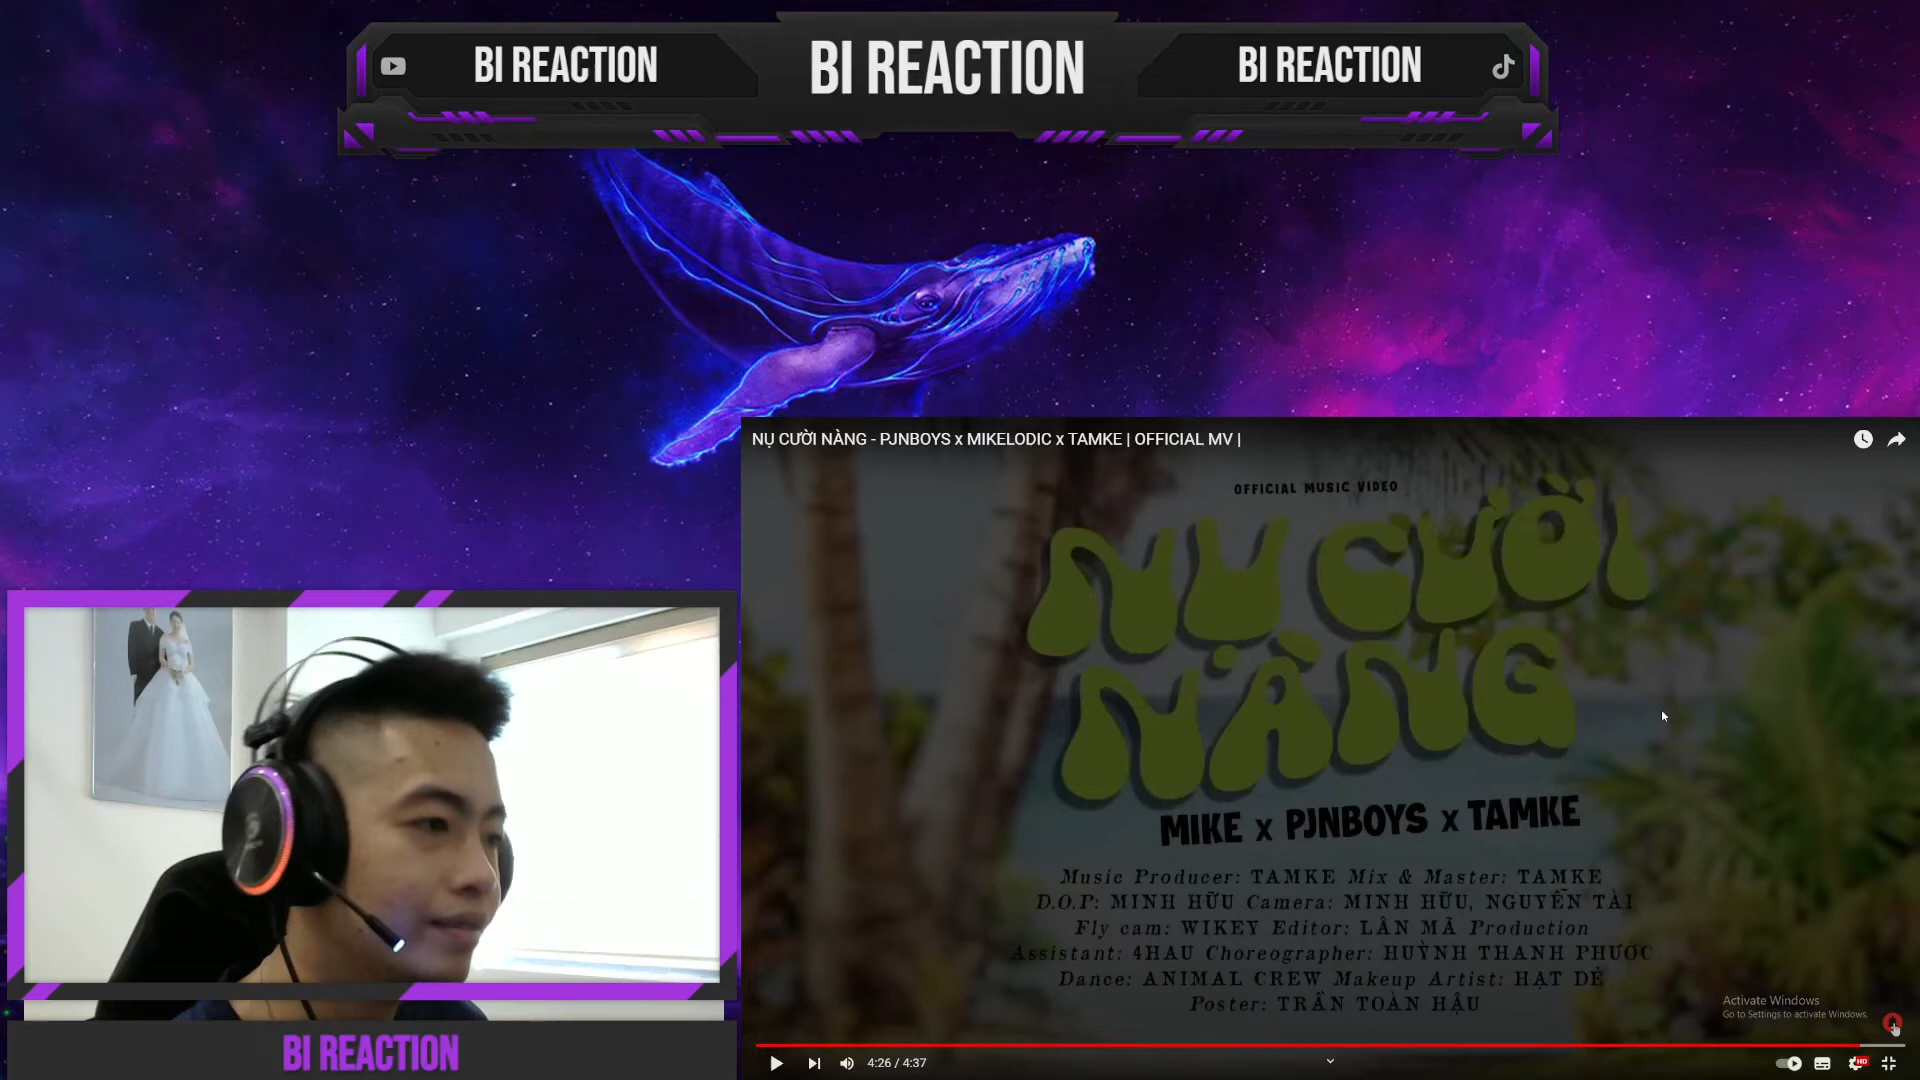 BI REACTION
BI REACTION
BI REACTION
NỤ CƯỜI NÀNG - PJNBOYS x MIKELODIC x TAMKE | OFFICIAL MV |
OFFICIAL MUSIC VIDEO
NỤ CƯỜI
NÀNG
MIKE x PJNBOYS x TAMKE
Music Producer: TAMKE Mix & Master: TAMKE
D.O.P: MINH HỮU Camera: MINH HỮU, NGUYỄN TÀI
Fly cam: WIKEY Editor: LÂN MÃ Production
Assistant: 4HAU Choreographer: HUỲNH THANH PHƯỚC
Dance: ANIMAL CREW Makeup Artist: HẠT DẺ
Poster: TRẦN TOÀN HẬU
Activate Windows
Go to Settings to activate Windows.
4:26 / 4:37
HD
BI REACTION